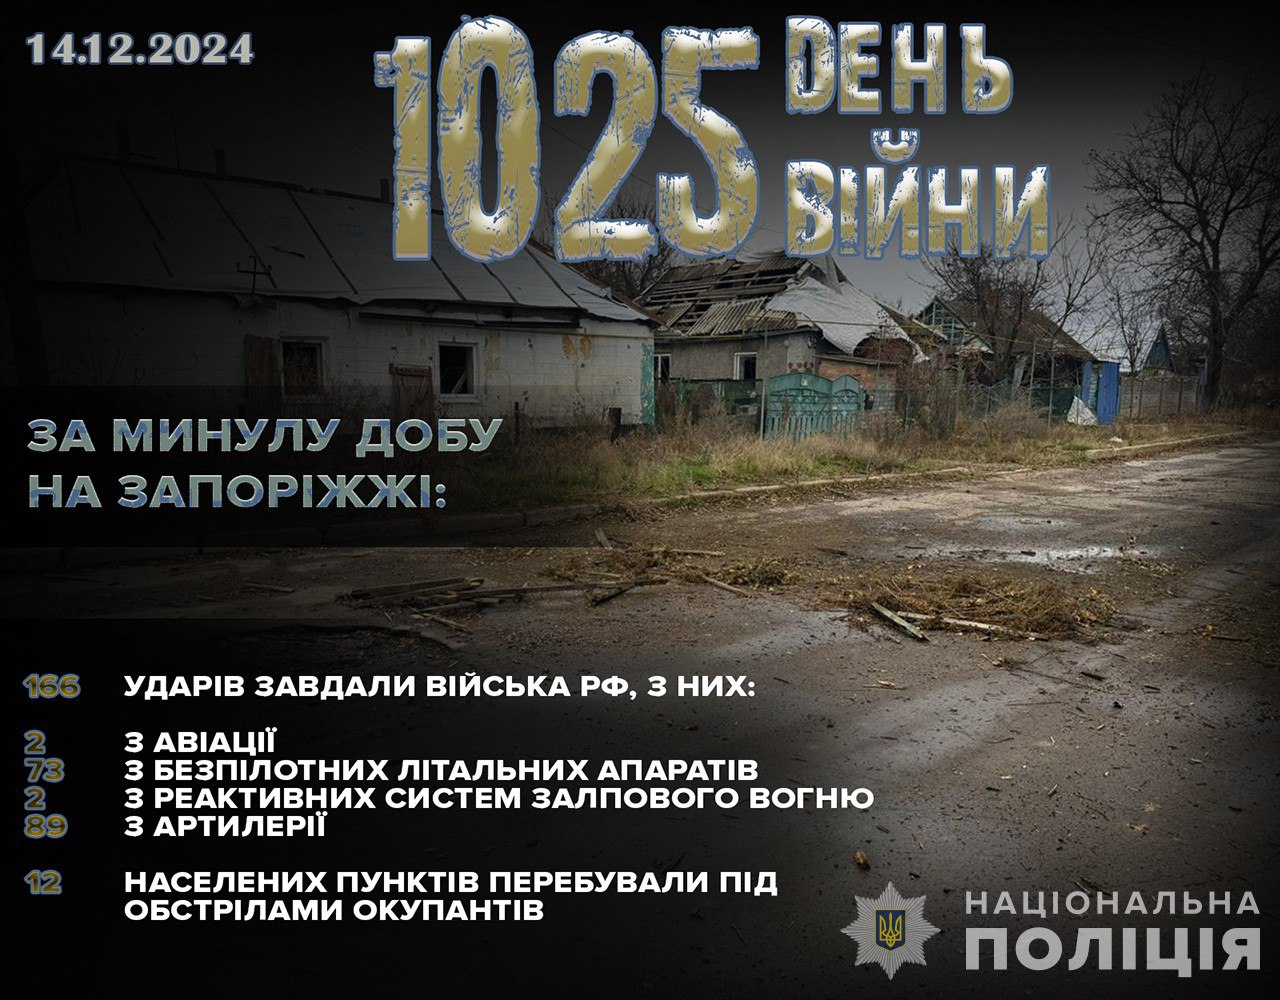 14.12.2024
1025 ДЕНЬ
ВІЙНИ
ЗА МИНУЛУ ДОБУ
НА ЗАПОРІЖЖІ:
166 УДАРІВ ЗАВДАЛИ ВІЙСЬКА РФ, З НИХ:
2 З АВІАЦІЇ
73 З БЕЗПІЛОТНИХ ЛІТАЛЬНИХ АПАРАТІВ
2 З РЕАКТИВНИХ СИСТЕМ ЗАЛПОВОГО ВОГНЮ
89 З АРТИЛЕРІЇ
12 НАСЕЛЕНИХ ПУНКТІВ ПЕРЕБУВАЛИ ПІД
ОБСТРІЛАМИ ОКУПАНТІВ
НАЦІОНАЛЬНА
ПОЛІЦІЯ